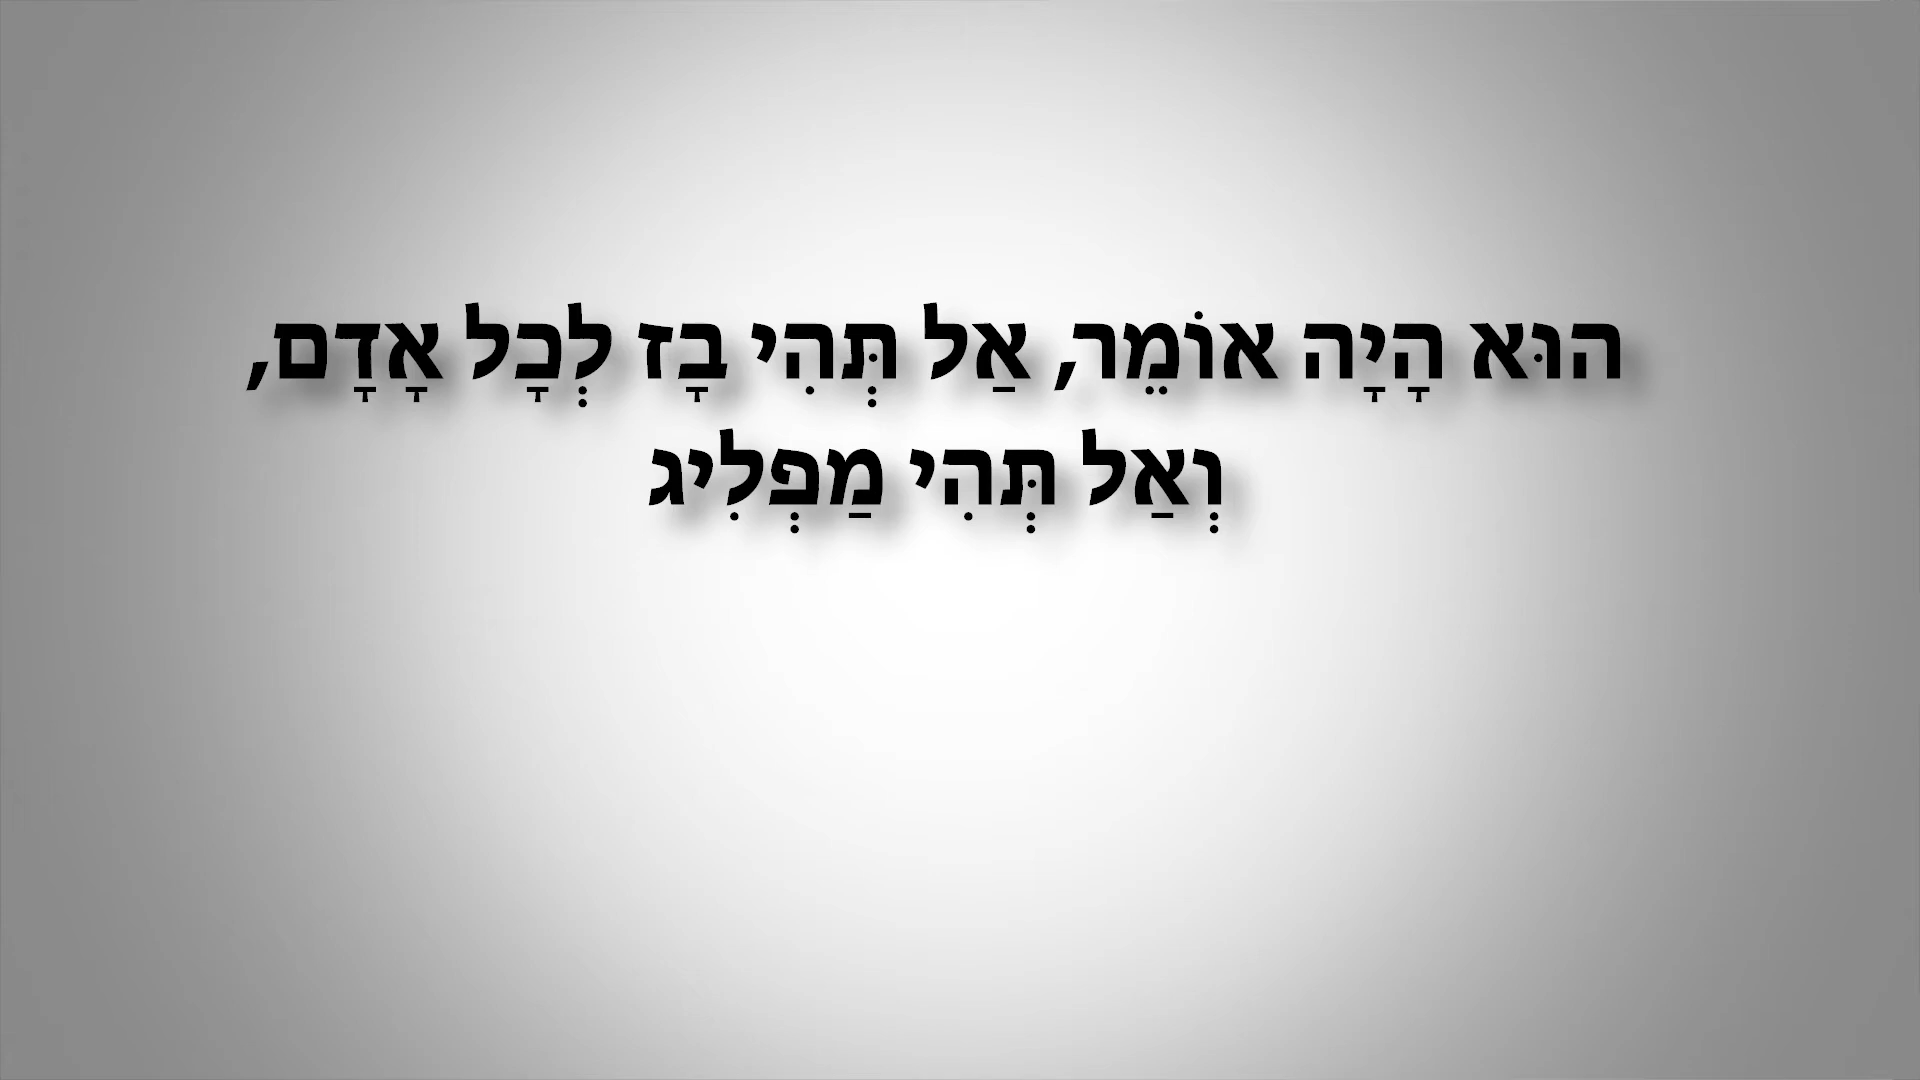 הוּא הָיָה אוֹמֵר, אַל תְּהִי בָז לְכָל אָדָם,
וְאַל תְּהִי מַפְלִיג